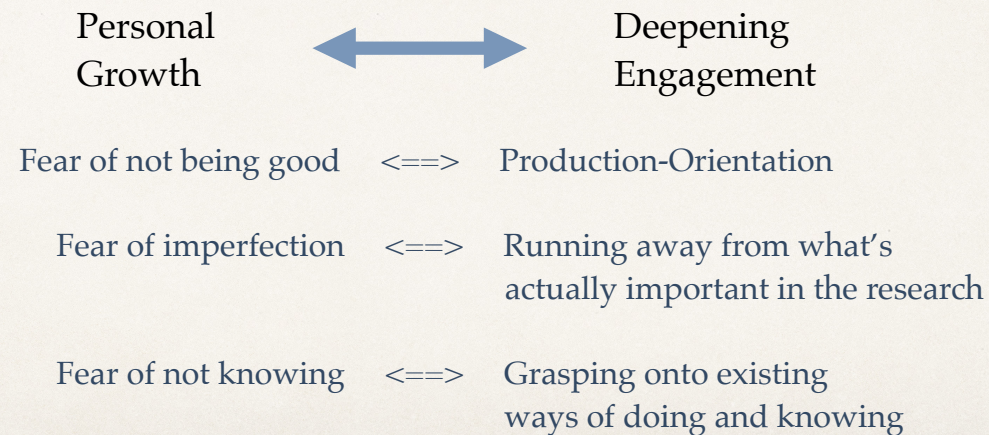 Personal
Growth
Deepening
Engagement
Fear of not being good <==> Production-Orientation
Fear of imperfection <==> Running away from what’s
actually important in the research
Fear of not knowing <==> Grasping onto existing
ways of doing and knowing